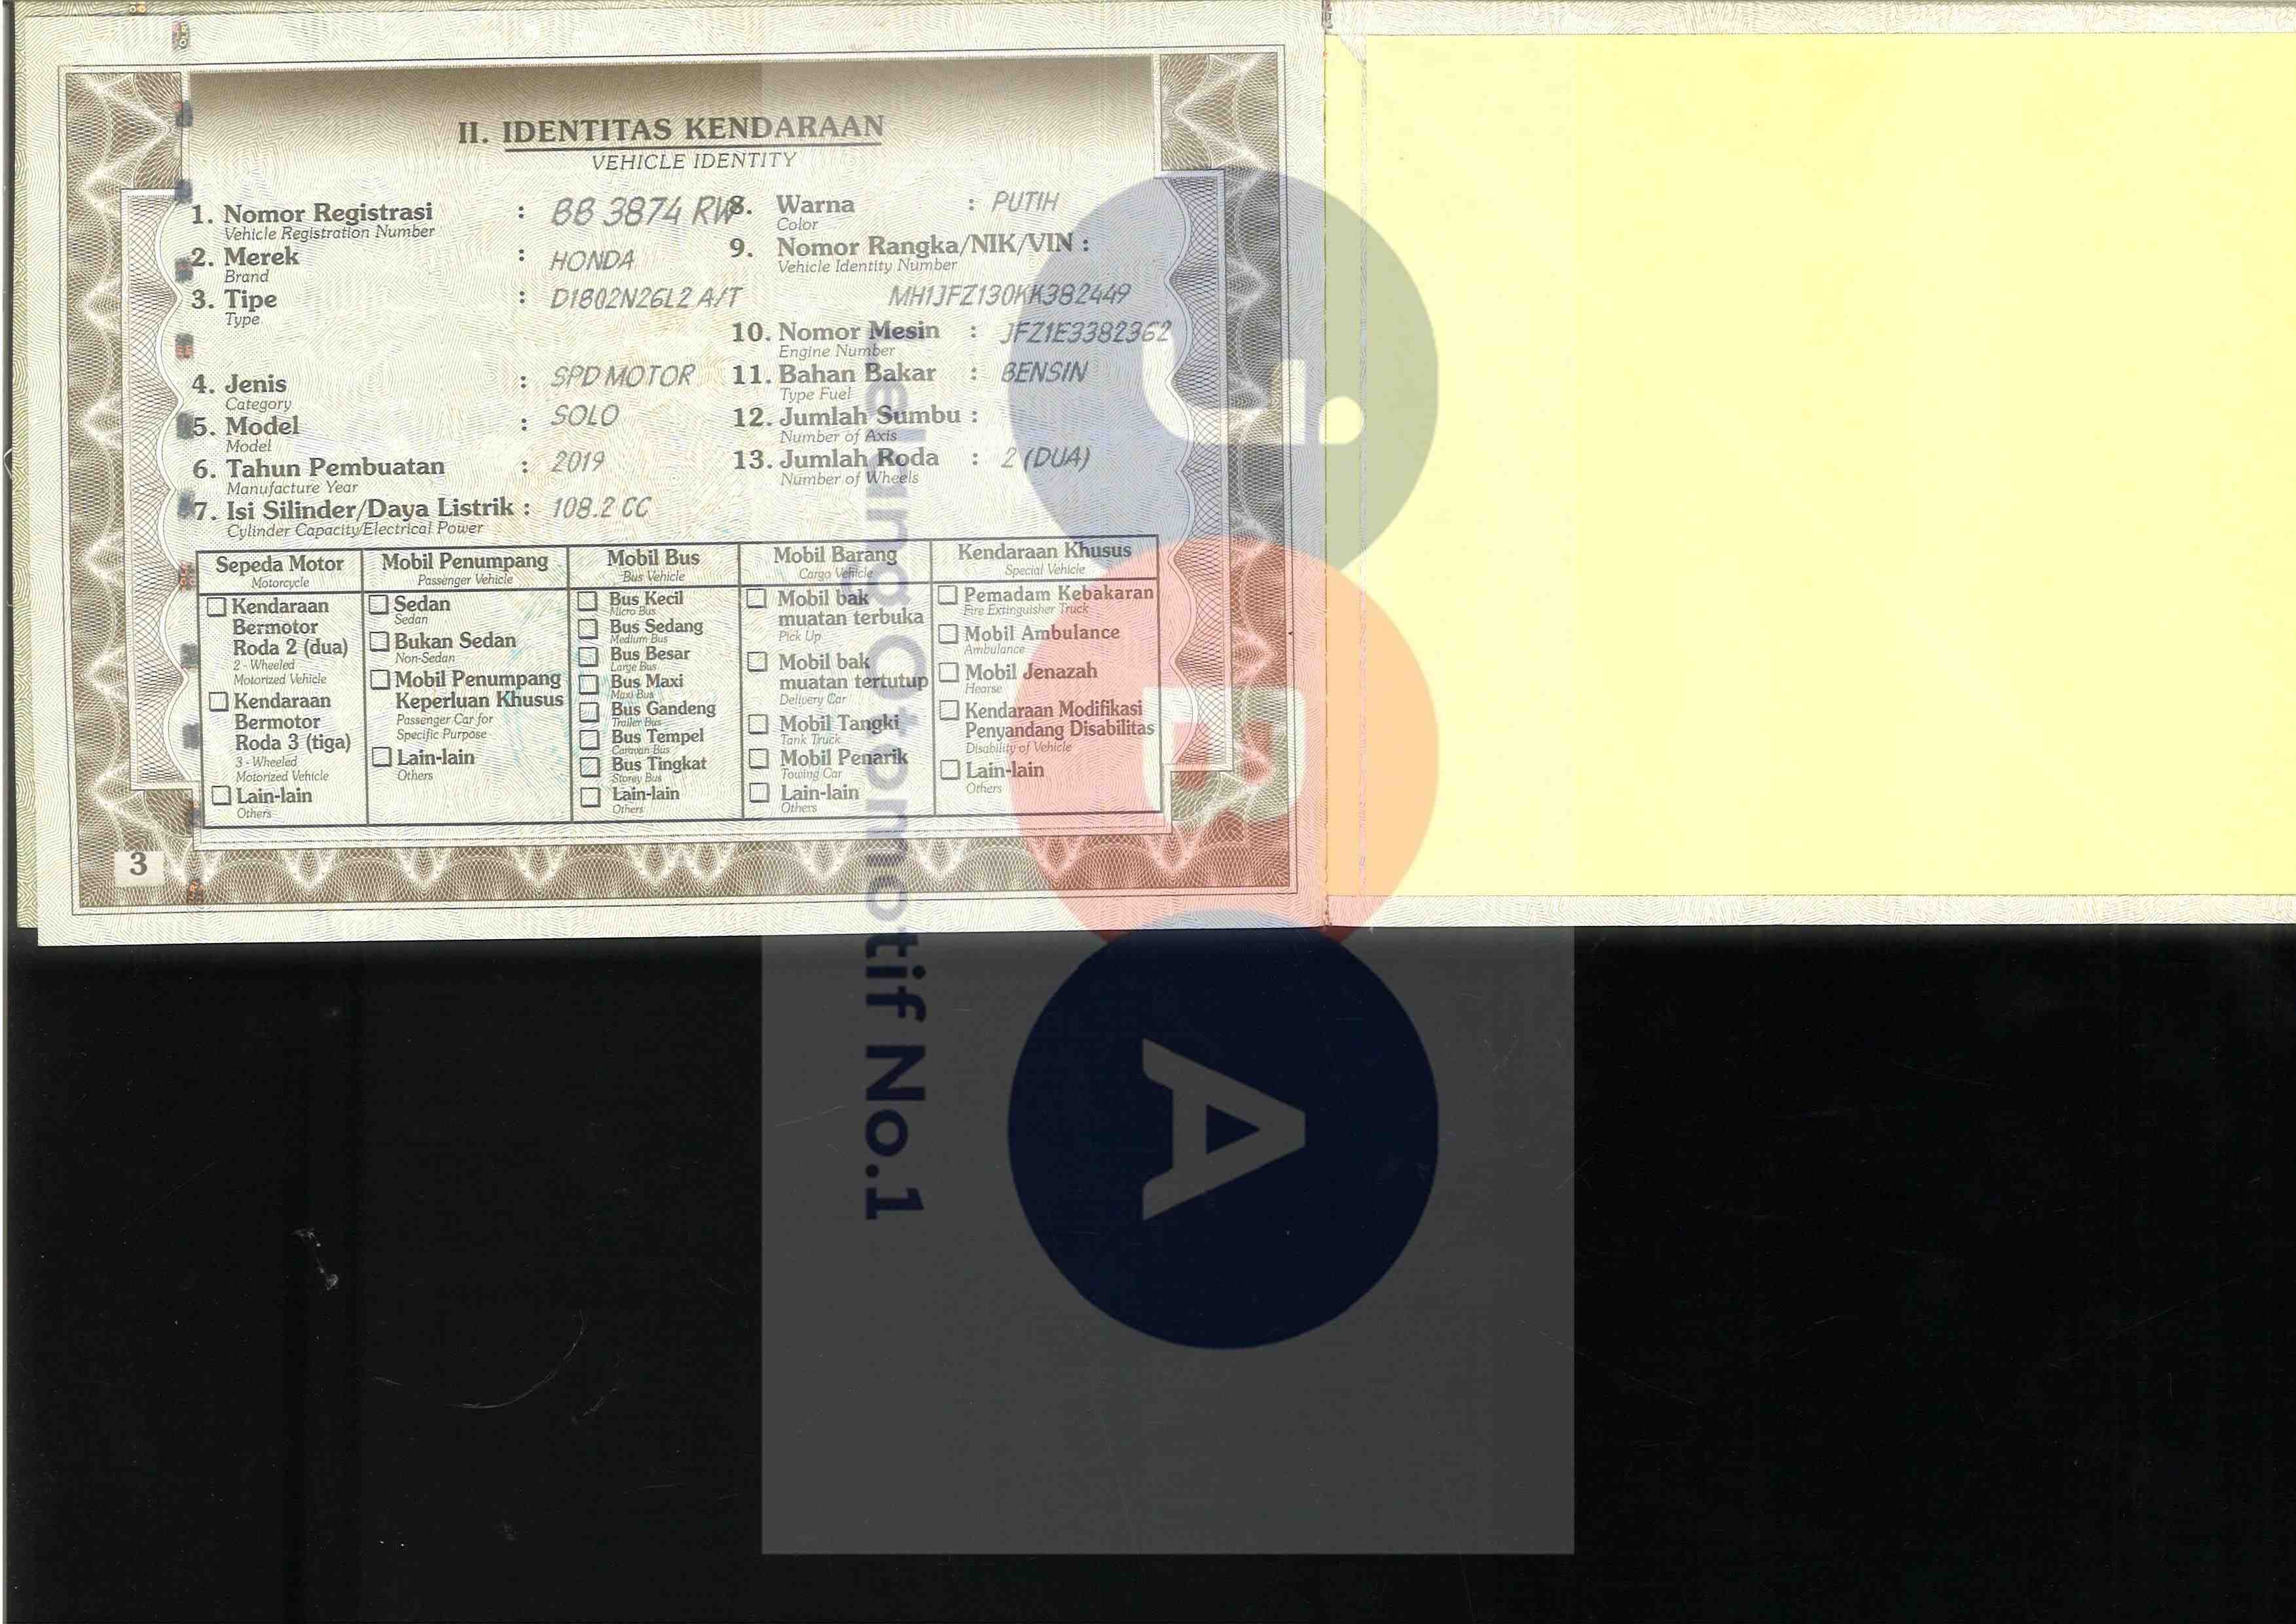 II. IDENTITAS KENDARAAN
VEHICLE IDENTITY
1. Nomor Registrasi : BB 3874 RW
Vehicle Registration Number
2. Merek : HONDA
Brand
3. Tipe : D1B02N26L2 A/T
Type
4. Jenis : SPD MOTOR
Category
5. Model : SOLO
Model
6. Tahun Pembuatan : 2019
Manufacture Year
7. Isi Silinder/Daya Listrik : 108.2 CC
Cylinder Capacity/Electrical Power
8. Warna : PUTIH
Color
9. Nomor Rangka/NIK/VIN :
Vehicle Identity Number
MH1JFZ130KK382449
10. Nomor Mesin : JFZ1E3382362
Engine Number
11. Bahan Bakar : BENSIN
Type Fuel
12. Jumlah Sumbu :
Number of Axis
13. Jumlah Roda : 2 (DUA)
Number of Wheels
Sepeda Motor
Motorcycle
Kendaraan
Bermotor
Roda 2 (dua)
2 - Wheeled
Motorized Vehicle
Kendaraan
Bermotor
Roda 3 (tiga)
3 - Wheeled
Motorized Vehicle
Lain-lain
Others
Mobil Penumpang
Passenger Vehicle
Sedan
Sedan
Bukan Sedan
Non-Sedan
Mobil Penumpang
Keperluan Khusus
Passenger Car for
Specific Purpose
Lain-lain
Others
Mobil Bus
Bus Vehicle
Bus Kecil
Micro Bus
Bus Sedang
Medium Bus
Bus Besar
Large Bus
Bus Maxi
Maxi Bus
Bus Gandeng
Trailer Bus
Bus Tempel
Caravan Bus
Bus Tingkat
Storey Bus
Lain-lain
Others
Mobil Barang
Cargo Vehicle
Mobil bak
muatan terbuka
Pick Up
Mobil bak
muatan tertutup
Delivery Car
Mobil Tangki
Tank Truck
Mobil Penarik
Towing Car
Lain-lain
Others
Kendaraan Khusus
Special Vehicle
Pemadam Kebakaran
Fire Extinguisher Truck
Mobil Ambulance
Ambulance
Mobil Jenazah
Hearse
Kendaraan Modifikasi
Penyandang Disabilitas
Disability of Vehicle
Lain-lain
Others
3
JBA
Lelang Otomotif No.1